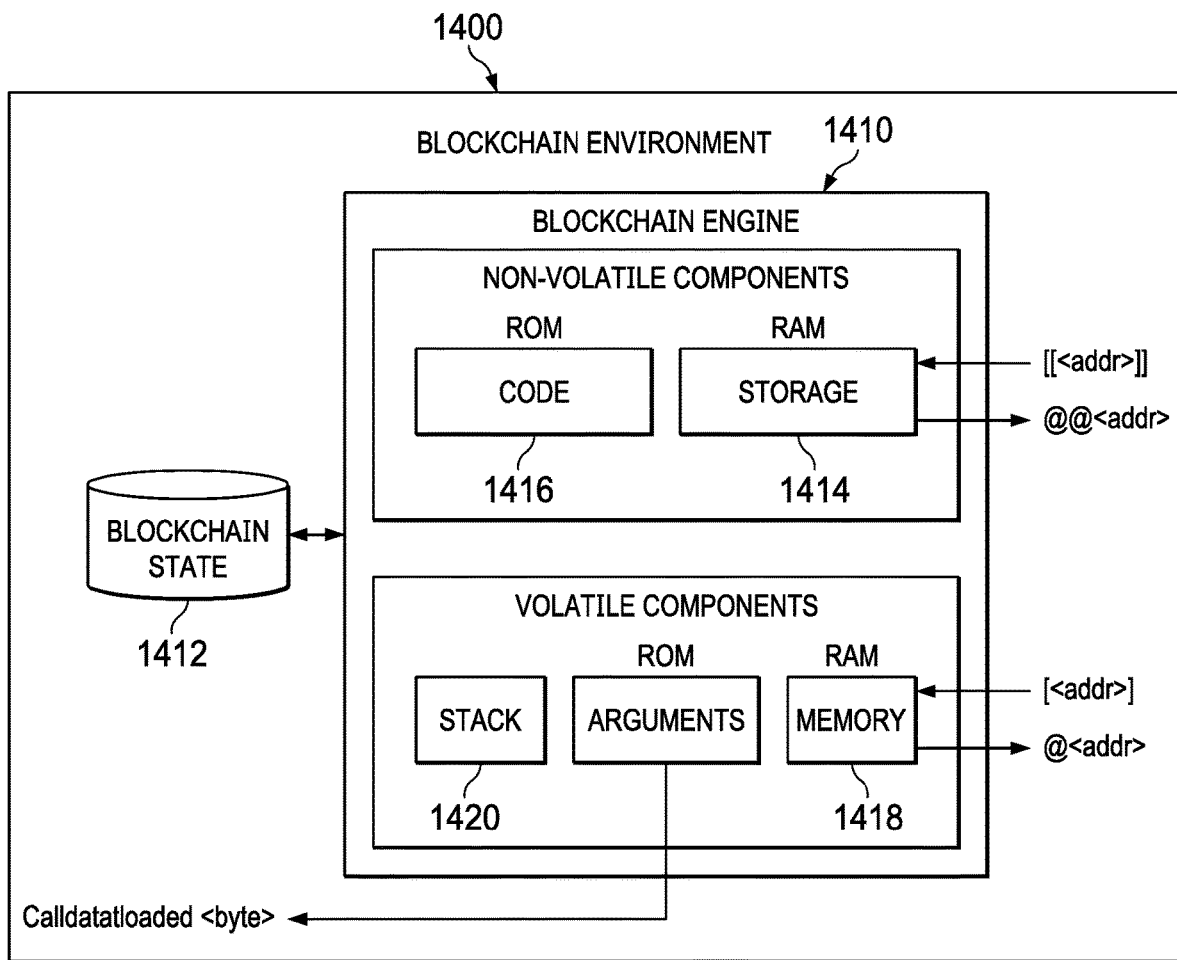 1400
BLOCKCHAIN ENVIRONMENT
1410
BLOCKCHAIN ENGINE
NON-VOLATILE COMPONENTS
ROM
RAM
CODE
STORAGE
[[<addr>]]
@@<addr>
1416
1414
BLOCKCHAIN
STATE
1412
VOLATILE COMPONENTS
ROM
RAM
STACK
ARGUMENTS
MEMORY
[<addr>]
@<addr>
1420
1418
Calldatatloaded <byte>